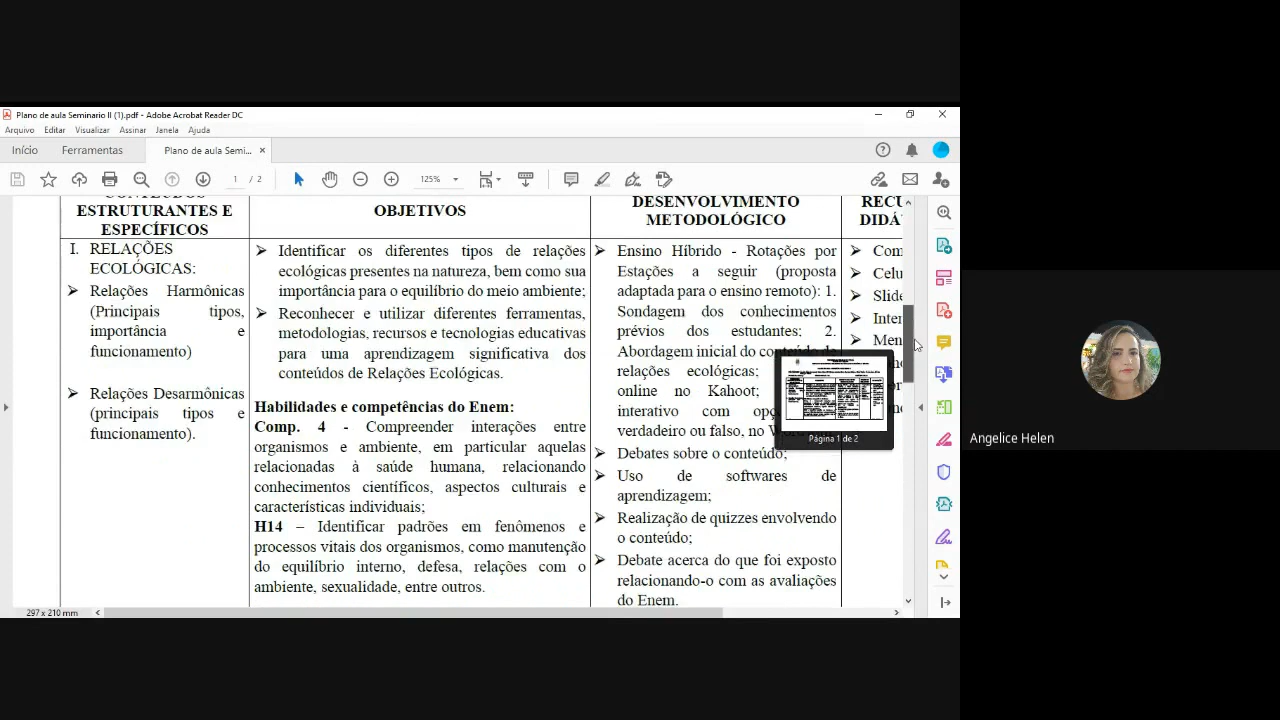 Plano de aula Seminario II (1).pdf - Adobe Acrobat Reader DC
Arquivo Editar Visualizar Assinar Janela Ajuda
Início Ferramentas Plano de aula Semi... ×
1 / 2 125%
ESTRUTURANTES E
ESPECÍFICOS
I. RELAÇÕES
ECOLÓGICAS:
➢ Relações Harmônicas
(Principais tipos,
importância e
funcionamento)
➢ Relações Desarmônicas
(principais tipos e
funcionamento).
OBJETIVOS
➢ Identificar os diferentes tipos de relações
ecológicas presentes na natureza, bem como sua
importância para o equilíbrio do meio ambiente;
➢ Reconhecer e utilizar diferentes ferramentas,
metodologias, recursos e tecnologias educativas
para uma aprendizagem significativa dos
conteúdos de Relações Ecológicas.
Habilidades e competências do Enem:
Comp. 4 - Compreender interações entre
organismos e ambiente, em particular aquelas
relacionadas à saúde humana, relacionando
conhecimentos científicos, aspectos culturais e
características individuais;
H14 – Identificar padrões em fenômenos e
processos vitais dos organismos, como manutenção
do equilíbrio interno, defesa, relações com o
ambiente, sexualidade, entre outros.
DESENVOLVIMENTO
METODOLÓGICO
➢ Ensino Híbrido - Rotações por
Estações a seguir (proposta
adaptada para o ensino remoto): 1.
Sondagem dos conhecimentos
prévios dos estudantes; 2.
Abordagem inicial do
relações ecológicas;
online no Kahoot;
interativo com
verdadeiro ou falso, no
➢ Debates sobre o conteúdo;
➢ Uso de softwares de
aprendizagem;
➢ Realização de quizzes envolvendo
o conteúdo;
➢ Debate acerca do que foi exposto
relacionando-o com as avaliações
do Enem.
RECU
DIDÁ
➢ Com
➢ Celu
➢ Slide
➢ Inter
➢ Men
Página 1 de 2
297 x 210 mm
Angelice Helen